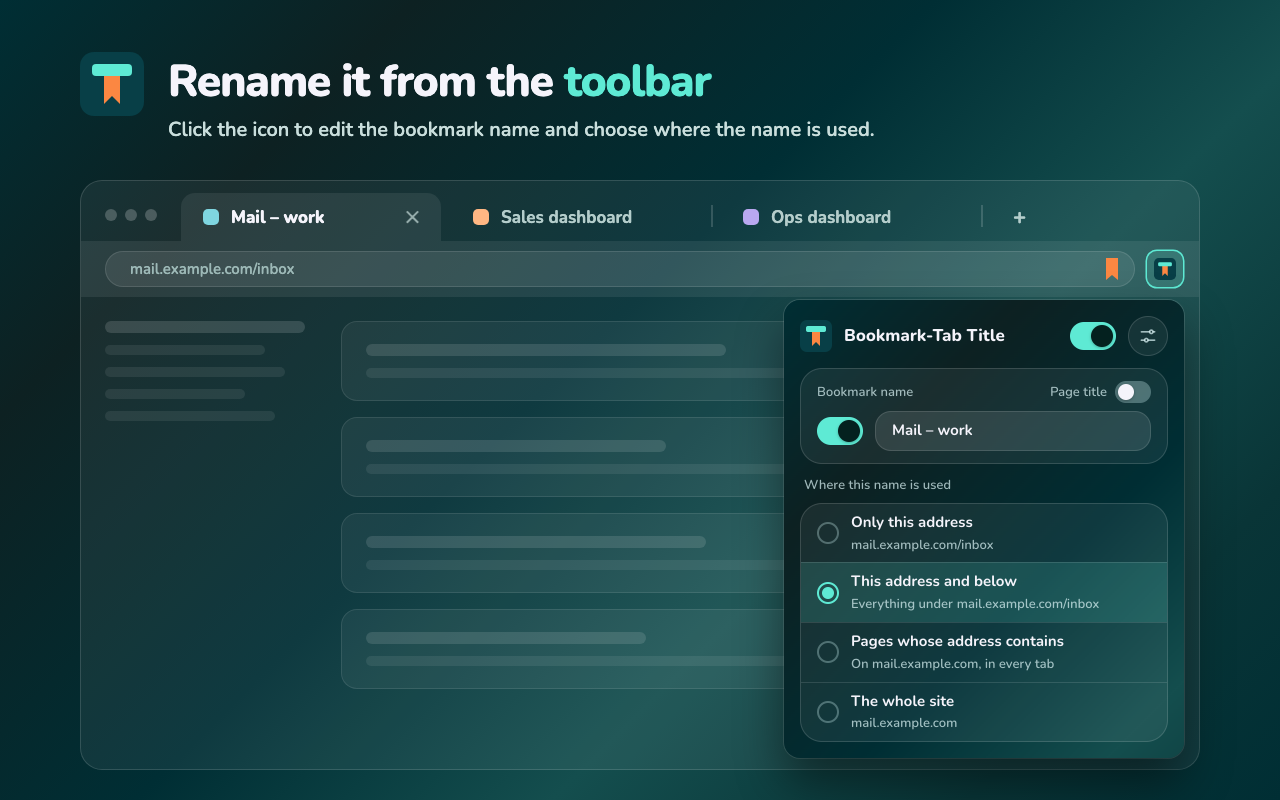 Rename it from the toolbar
Click the icon to edit the bookmark name and choose where the name is used.
Mail – work
Sales dashboard
Ops dashboard
mail.example.com/inbox
Bookmark-Tab Title
Bookmark name
Page title
Mail – work
Where this name is used
Only this address
mail.example.com/inbox
This address and below
Everything under mail.example.com/inbox
Pages whose address contains
On mail.example.com, in every tab
The whole site
mail.example.com